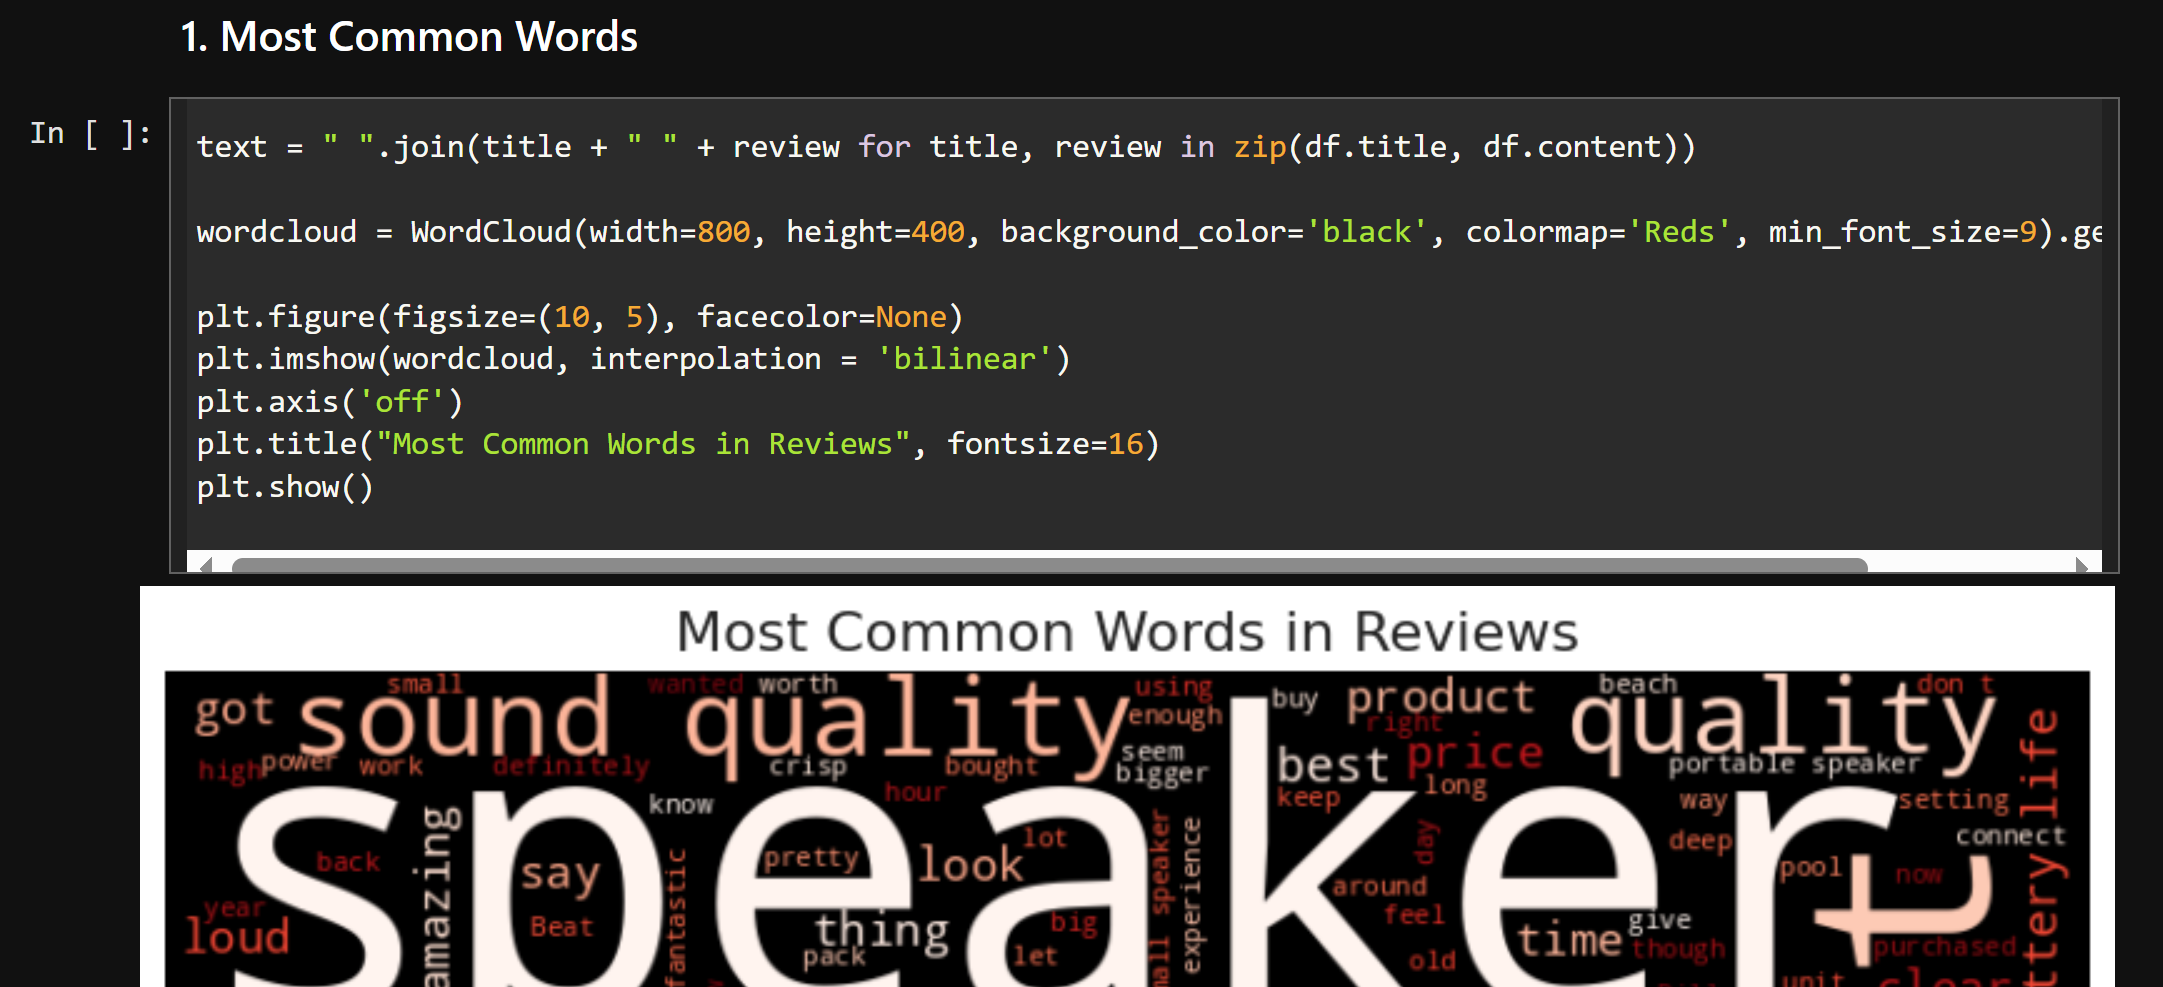 1. Most Common Words
In [ ]:
text = " ".join(title + " " + review for title, review in zip(df.title, df.content))
wordcloud = WordCloud(width=800, height=400, background_color='black', colormap='Reds', min_font_size=9).ge
plt.figure(figsize=(10, 5), facecolor=None)
plt.imshow(wordcloud, interpolation = 'bilinear')
plt.axis('off')
plt.title("Most Common Words in Reviews", fontsize=16)
plt.show()
Most Common Words in Reviews
got
small
sound quality
wanted
worth
using
enough
buy
product
right
beach
quality
don t
high
power
work
definitely
crisp
bought
seem
bigger
best
price
portable speaker
life
know
hour
keep
long
way
setting
speaker
back
amazing
say
fantastic
pretty
look
lot
mall speaker
experience
day
around
deep
connect
pool
now
year
loud
Beat
thing
pack
big
let
feel
old
time
give
though
t
purchased
ttery
unit
clear